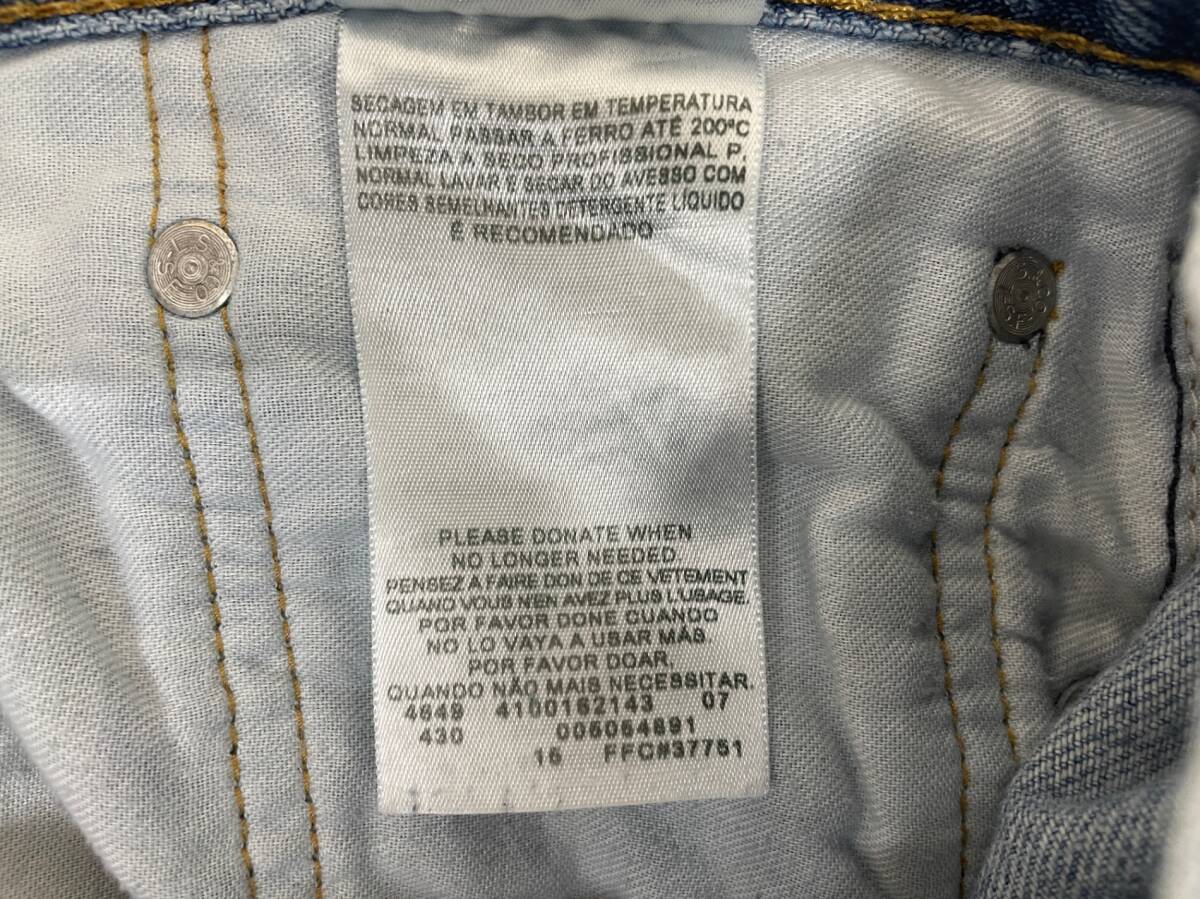 SECAGEM EM TAMBOR EM TEMPERATURA
NORMAL PASSAR A FERRO ATÉ 200ºC
LIMPEZA A SECO PROFISSIONAL P.
NORMAL LAVAR E SECAR DO AVESSO COM
CORES SEMELHANTES DETERGENTE LÍQUIDO
É RECOMENDADO
PLEASE DONATE WHEN
NO LONGER NEEDED.
PENSEZ A FAIRE DON DE CE VETEMENT
QUAND VOUS N'EN AVEZ PLUS L'USAGE.
POR FAVOR DONE CUANDO
NO LO VAYA A USAR MÁS.
POR FAVOR DOAR,
QUANDO NÃO MAIS NECESSITAR.
4649 4100162143 07
430 005054891
16 FFC#37751